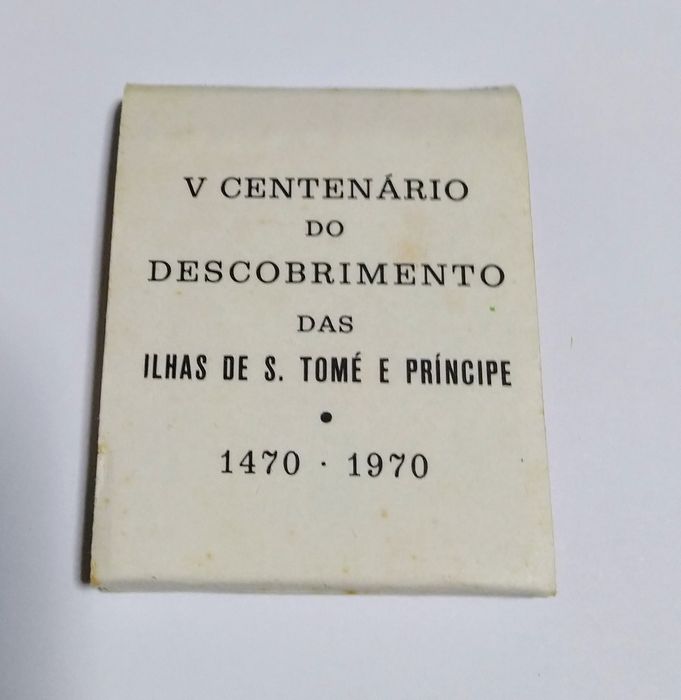 V CENTENÁRIO
DO
DESCOBRIMENTO
DAS
ILHAS DE S. TOMÉ E PRÍNCIPE
•
1470 · 1970